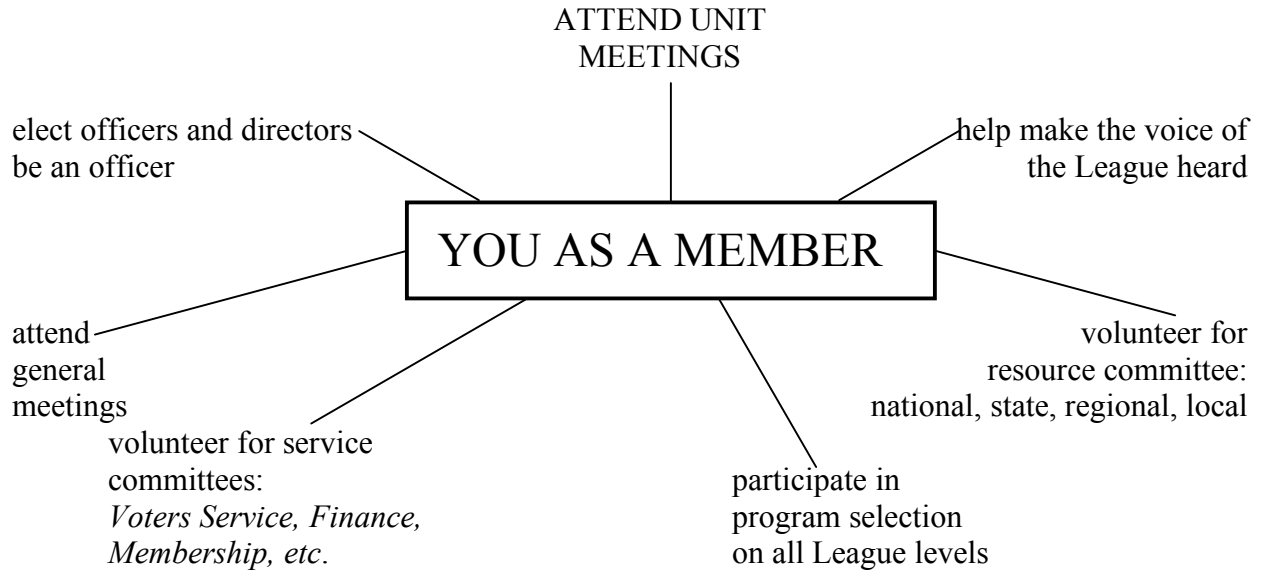 ATTEND UNIT
MEETINGS
elect officers and directors
be an officer
help make the voice of
the League heard
YOU AS A MEMBER
attend
general
meetings
volunteer for
resource committee:
national, state, regional, local
volunteer for service
committees:
Voters Service, Finance,
Membership, etc.
participate in
program selection
on all League levels